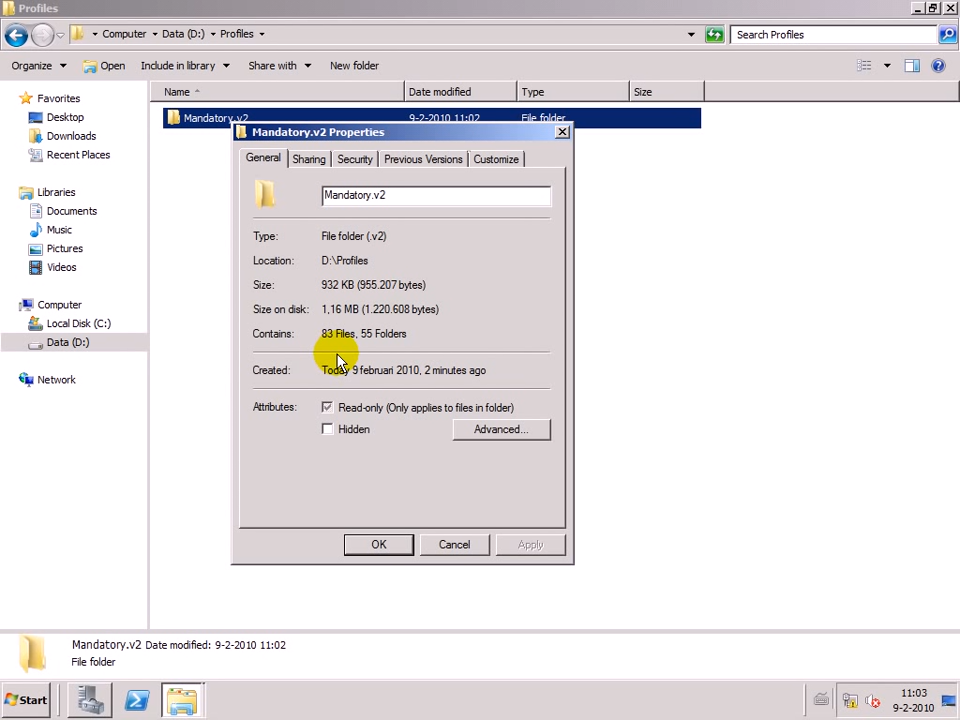 Profiles
Computer Data (D:) Profiles
Search Profiles
Organize Open Include in library Share with New folder
Name Date modified Type Size
Favorites
Desktop
Downloads
Recent Places
Libraries
Documents
Music
Pictures
Videos
Computer
Local Disk (C:)
Data (D:)
Network
Mandatory.v2 9-2-2010 11:02 File folder
Mandatory.v2 Properties
General Sharing Security Previous Versions Customize
Mandatory.v2
Type: File folder (.v2)
Location: D:\Profiles
Size: 932 KB (955.207 bytes)
Size on disk: 1,16 MB (1.220.608 bytes)
Contains: 83 Files, 55 Folders
Created: Today 9 februari 2010, 2 minutes ago
Attributes: Read-only (Only applies to files in folder)
Hidden Advanced...
OK Cancel Apply
Mandatory.v2 Date modified: 9-2-2010 11:02
File folder
Start
11:03
9-2-2010